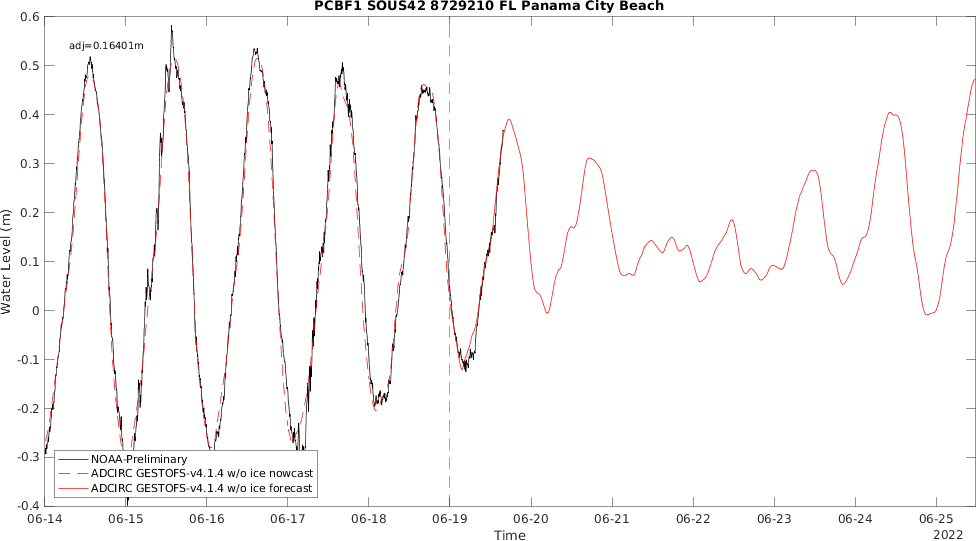 PCBF1 SOUS42 8729210 FL Panama City Beach
adj=0.16401m
0.6
0.5
0.4
0.3
0.2
0.1
0
-0.1
-0.2
-0.3
-0.4
Water Level (m)
NOAA-Preliminary
ADCIRC GESTOFS-v4.1.4 w/o ice nowcast
ADCIRC GESTOFS-v4.1.4 w/o ice forecast
06-14 06-15 06-16 06-17 06-18 06-19 06-20 06-21 06-22 06-23 06-24 06-25
Time
2022